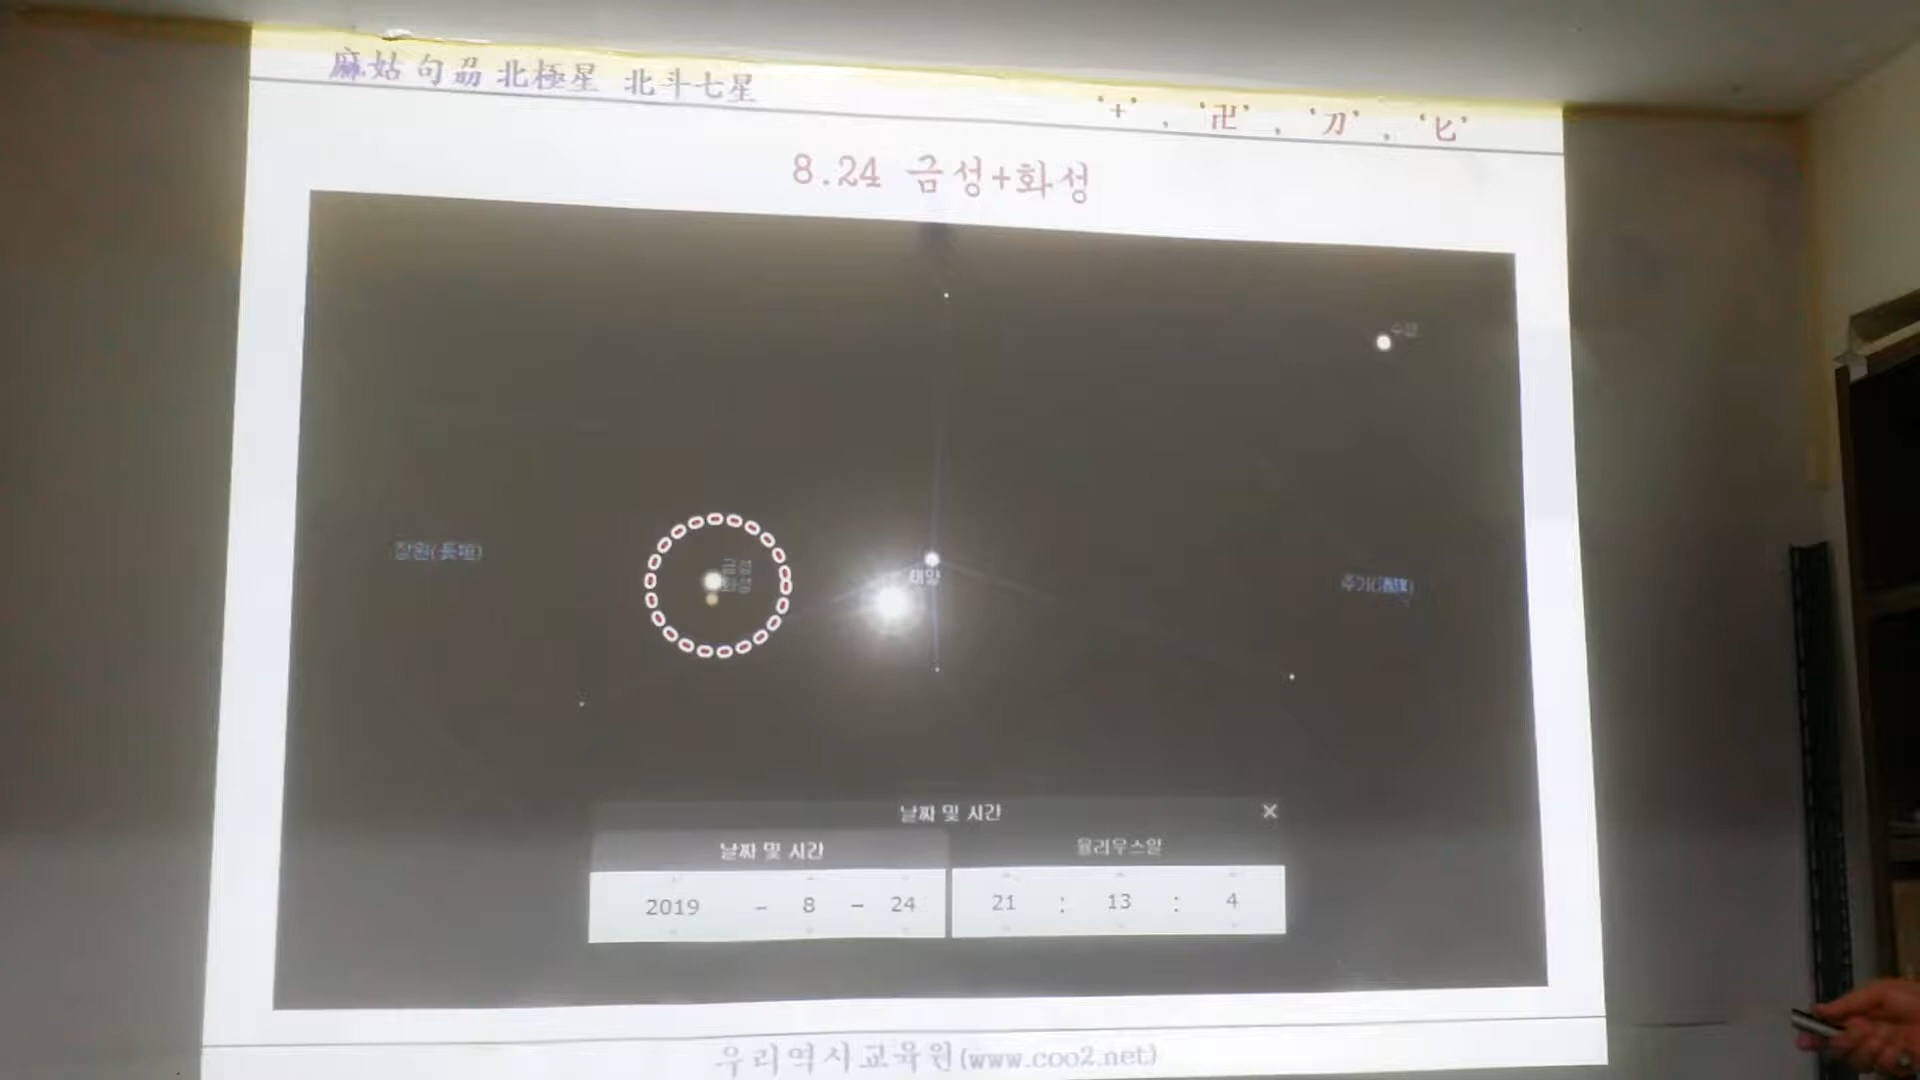 麻姑 句刕 北極星 北斗七星
‘十’, ‘卍’, ‘刀’, ‘匕’
8.24 금성+화성
수성
장원(長垣)
금성
화성
태양
주기(酒旗)
날짜 및 시간 ×
날짜 및 시간 율리우스일
2019 - 8 - 24 21 : 13 : 4
우리역사교육원(www.coo2.net)